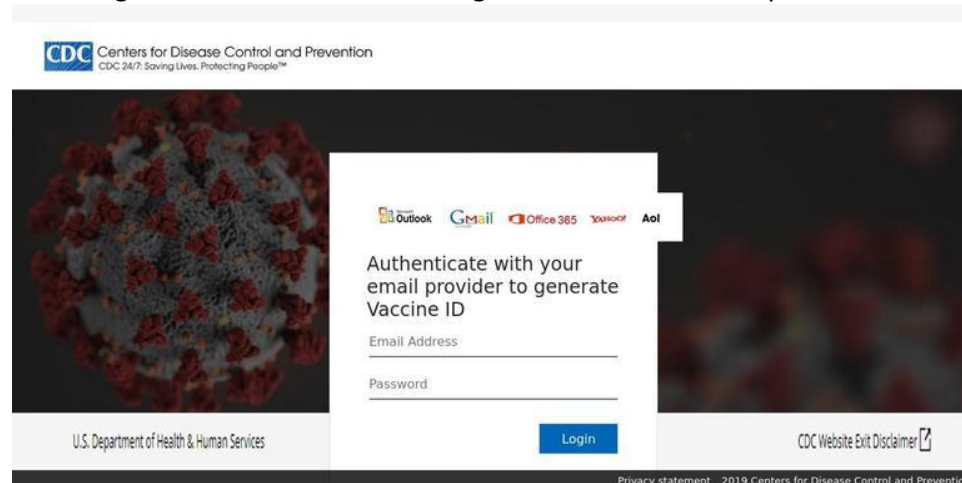 CDC Centers for Disease Control and Prevention
CDC 24/7: Saving Lives. Protecting People™
Outlook GMail Office 365 YAHOO! Aol
Authenticate with your
email provider to generate
Vaccine ID
Email Address
Password
Login
U.S. Department of Health & Human Services
CDC Website Exit Disclaimer
Privacy statement 2019 Centers for Disease Control and Preventio